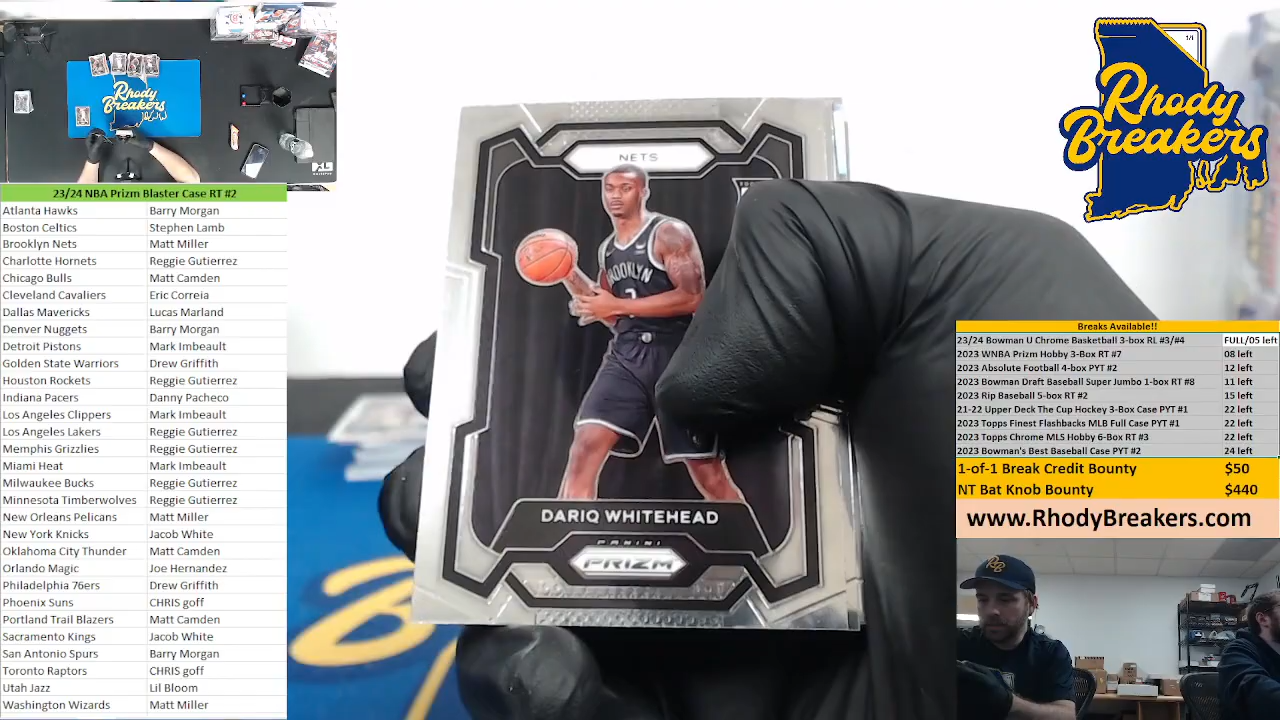 Rhody
Breakers
23/24 NBA Prizm Blaster Case RT #2
Atlanta Hawks Barry Morgan
Boston Celtics Stephen Lamb
Brooklyn Nets Matt Miller
Charlotte Hornets Reggie Gutierrez
Chicago Bulls Matt Camden
Cleveland Cavaliers Eric Correia
Dallas Mavericks Lucas Marland
Denver Nuggets Barry Morgan
Detroit Pistons Mark Imbeault
Golden State Warriors Drew Griffith
Houston Rockets Reggie Gutierrez
Indiana Pacers Danny Pacheco
Los Angeles Clippers Mark Imbeault
Los Angeles Lakers Reggie Gutierrez
Memphis Grizzlies Reggie Gutierrez
Miami Heat Mark Imbeault
Milwaukee Bucks Reggie Gutierrez
Minnesota Timberwolves Reggie Gutierrez
New Orleans Pelicans Matt Miller
New York Knicks Jacob White
Oklahoma City Thunder Matt Camden
Orlando Magic Joe Hernandez
Philadelphia 76ers Drew Griffith
Phoenix Suns CHRIS goff
Portland Trail Blazers Matt Camden
Sacramento Kings Jacob White
San Antonio Spurs Barry Morgan
Toronto Raptors CHRIS goff
Utah Jazz Lil Bloom
Washington Wizards Matt Miller
NETS
BROOKLYN
DARIQ WHITEHEAD
PANINI
PRIZM
B
1/1
Rhody
Breakers
Breaks Available!!
23/24 Bowman U Chrome Basketball 3-box RL #3/#4 FULL/05 left
2023 WNBA Prizm Hobby 3-Box RT #7 08 left
2023 Absolute Football 4-box PYT #2 12 left
2023 Bowman Draft Baseball Super Jumbo 1-box RT #8 11 left
2023 Rip Baseball 5-box RT #2 15 left
21-22 Upper Deck The Cup Hockey 3-Box Case PYT #1 22 left
2023 Topps Finest Flashbacks MLB Full Case PYT #1 22 left
2023 Topps Chrome MLS Hobby 6-Box RT #3 22 left
2023 Bowman's Best Baseball Case PYT #2 24 left
1-of-1 Break Credit Bounty $50
NT Bat Knob Bounty $440
www.RhodyBreakers.com
RB